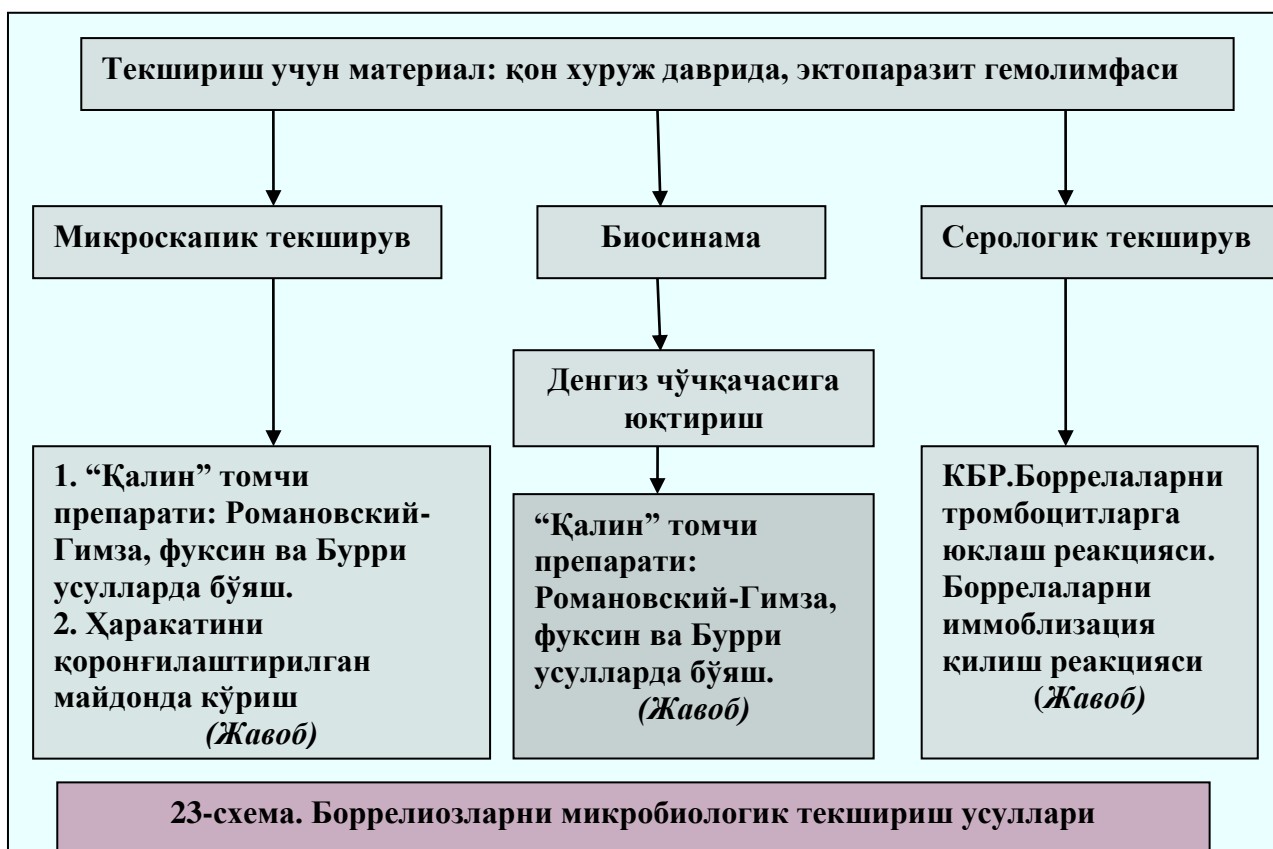 Текшириш учун материал: қон хуруж даврида, эктопаразит гемолимфаси
Микроскапик текширув
Биосинама
Серологик текширув
Денгиз чўчқачасига
юқтириш
1. “Қалин” томчи
препарати: Романовский-
Гимза, фуксин ва Бурри
усулларда бўяш.
2. Ҳаракатини
қоронғилаштирилган
майдонда кўриш
(Жавоб)
“Қалин” томчи
препарати:
Романовский-Гимза,
фуксин ва Бурри
усулларда бўяш.
(Жавоб)
КБР.Боррелаларни
тромбоцитларга
юклаш реакцияси.
Боррелаларни
иммоблизация
қилиш реакцияси
(Жавоб)
23-схема. Боррелиозларни микробиологик текшириш усуллари